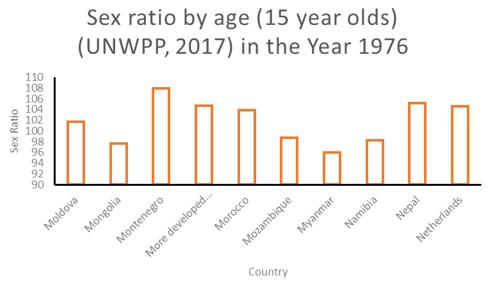 Sex ratio by age (15 year olds)
(UNWPP, 2017) in the Year 1976
Sex Ratio
110
108
106
104
102
100
98
96
94
92
90
Moldova
Mongolia
Montenegro
More developed...
Morocco
Mozambique
Myanmar
Namibia
Nepal
Netherlands
Country